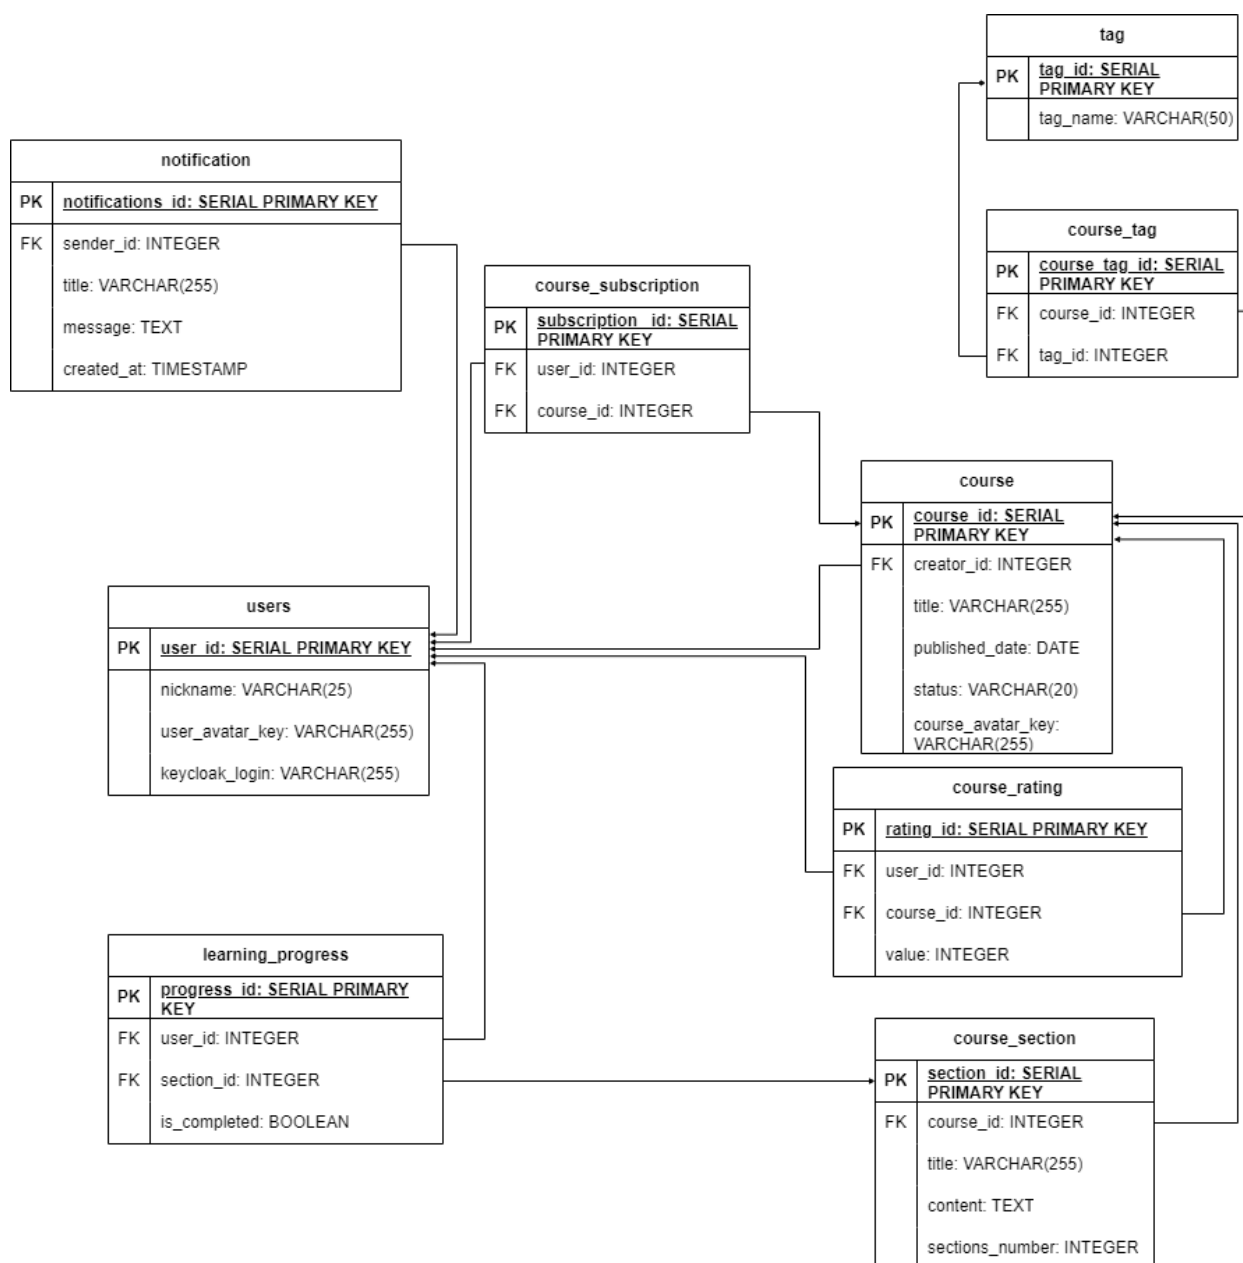 tag
PK
tag_id: SERIAL
PRIMARY KEY
tag_name: VARCHAR(50)
notification
PK
notifications_id: SERIAL PRIMARY KEY
FK
sender_id: INTEGER
title: VARCHAR(255)
message: TEXT
created_at: TIMESTAMP
course_tag
PK
course_tag_id: SERIAL
PRIMARY KEY
FK
course_id: INTEGER
FK
tag_id: INTEGER
course_subscription
PK
subscription_id: SERIAL
PRIMARY KEY
FK
user_id: INTEGER
FK
course_id: INTEGER
course
PK
course_id: SERIAL
PRIMARY KEY
FK
creator_id: INTEGER
title: VARCHAR(255)
published_date: DATE
status: VARCHAR(20)
course_avatar_key:
VARCHAR(255)
users
PK
user_id: SERIAL PRIMARY KEY
nickname: VARCHAR(25)
user_avatar_key: VARCHAR(255)
keycloak_login: VARCHAR(255)
course_rating
PK
rating_id: SERIAL PRIMARY KEY
FK
user_id: INTEGER
FK
course_id: INTEGER
value: INTEGER
learning_progress
PK
progress_id: SERIAL PRIMARY
KEY
FK
user_id: INTEGER
FK
section_id: INTEGER
is_completed: BOOLEAN
course_section
PK
section_id: SERIAL
PRIMARY KEY
FK
course_id: INTEGER
title: VARCHAR(255)
content: TEXT
sections_number: INTEGER